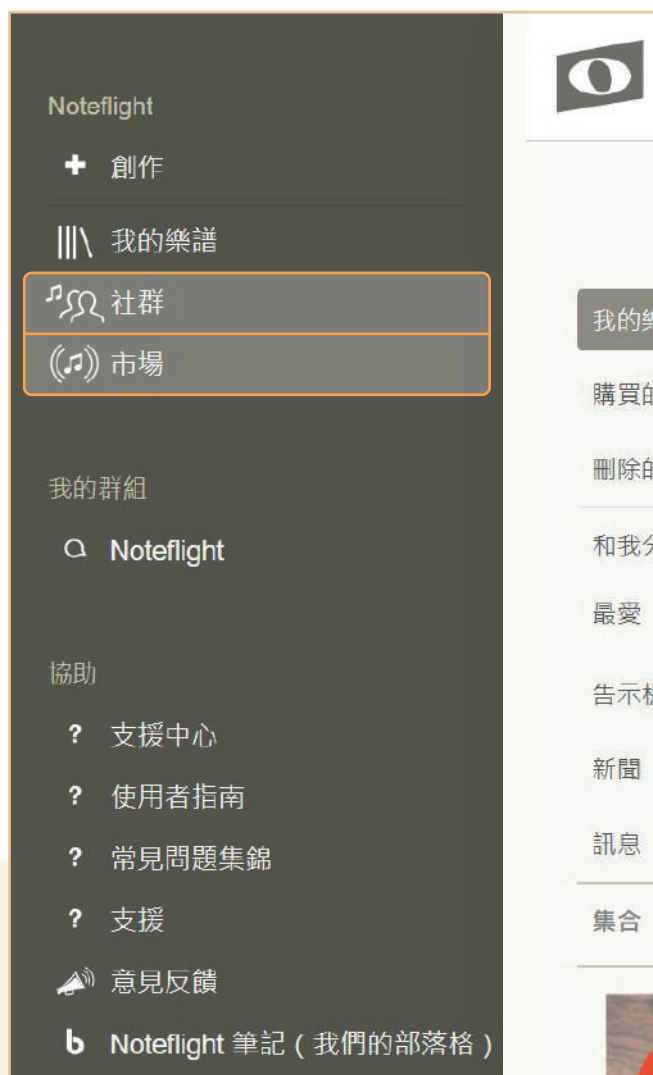 Noteflight
創作
我的樂譜
社群
市場
我的群組
Noteflight
協助
? 支援中心
? 使用者指南
? 常見問題集錦
? 支援
意見反饋
b Noteflight 筆記 ( 我們的部落格 )
我的
購買
刪除
和我
最愛
告示
新聞
訊息
集合